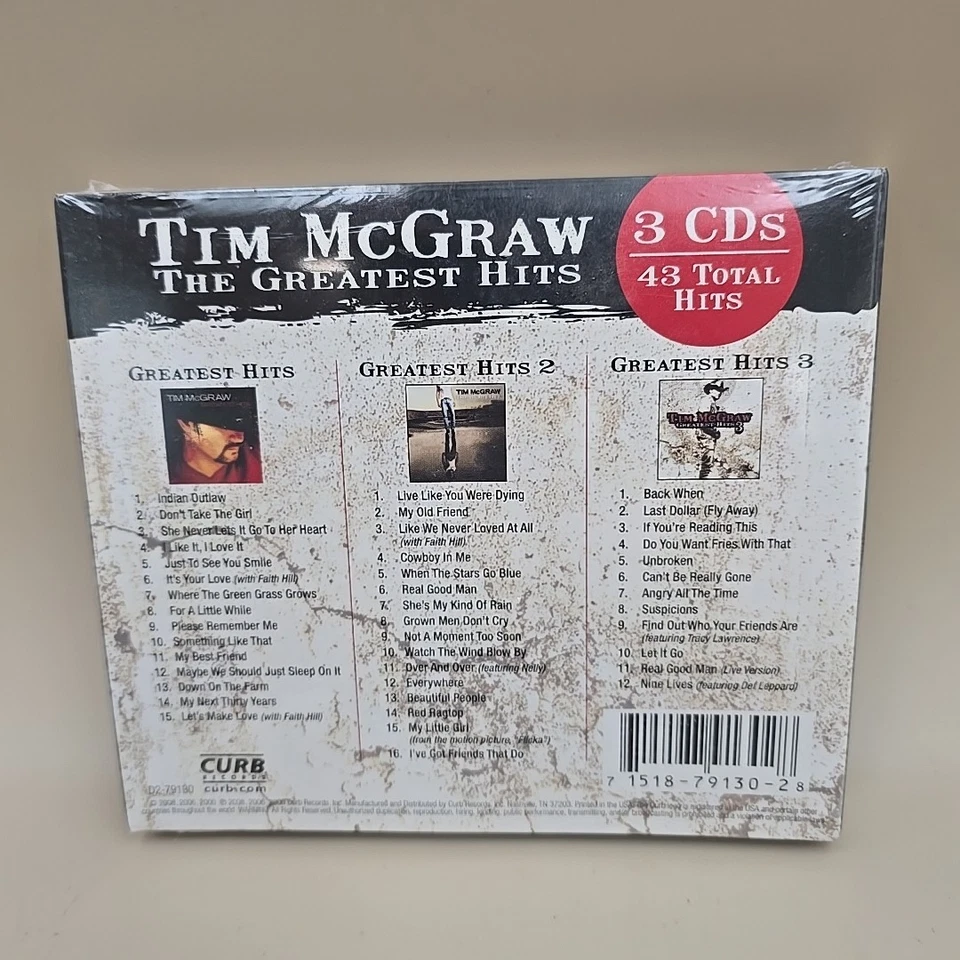 TIM McGRAW
THE GREATEST HITS
3 CDs
43 TOTAL
HITS
GREATEST HITS
TIM McGRAW
1. Indian Outlaw
2. Don't Take The Girl
3. She Never Lets It Go To Her Heart
4. I Like It, I Love It
5. Just To See You Smile
6. It's Your Love (with Faith Hill)
7. Where The Green Grass Grows
8. For A Little While
9. Please Remember Me
10. Something Like That
11. My Best Friend
12. Maybe We Should Just Sleep On It
13. Down On The Farm
14. My Next Thirty Years
15. Let's Make Love (with Faith Hill)
GREATEST HITS 2
TIM McGRAW
1. Live Like You Were Dying
2. My Old Friend
3. Like We Never Loved At All
(with Faith Hill)
4. Cowboy In Me
5. When The Stars Go Blue
6. Real Good Man
7. She's My Kind Of Rain
8. Grown Men Don't Cry
9. Not A Moment Too Soon
10. Watch The Wind Blow By
11. Over And Over (featuring Nelly)
12. Everywhere
13. Beautiful People
14. Red Ragtop
15. My Little Girl
(from the motion picture, "Flicka")
16. I've Got Friends That Do
GREATEST HITS 3
TIM McGRAW
GREATEST HITS 3
1. Back When
2. Last Dollar (Fly Away)
3. If You're Reading This
4. Do You Want Fries With That
5. Unbroken
6. Can't Be Really Gone
7. Angry All The Time
8. Suspicions
9. Find Out Who Your Friends Are
(featuring Tracy Lawrence)
10. Let It Go
11. Real Good Man (Live Version)
12. Nine Lives (featuring Def Leppard)
CURB
RECORDS
curb.com
D2-79130
7 15187-9130-2 8